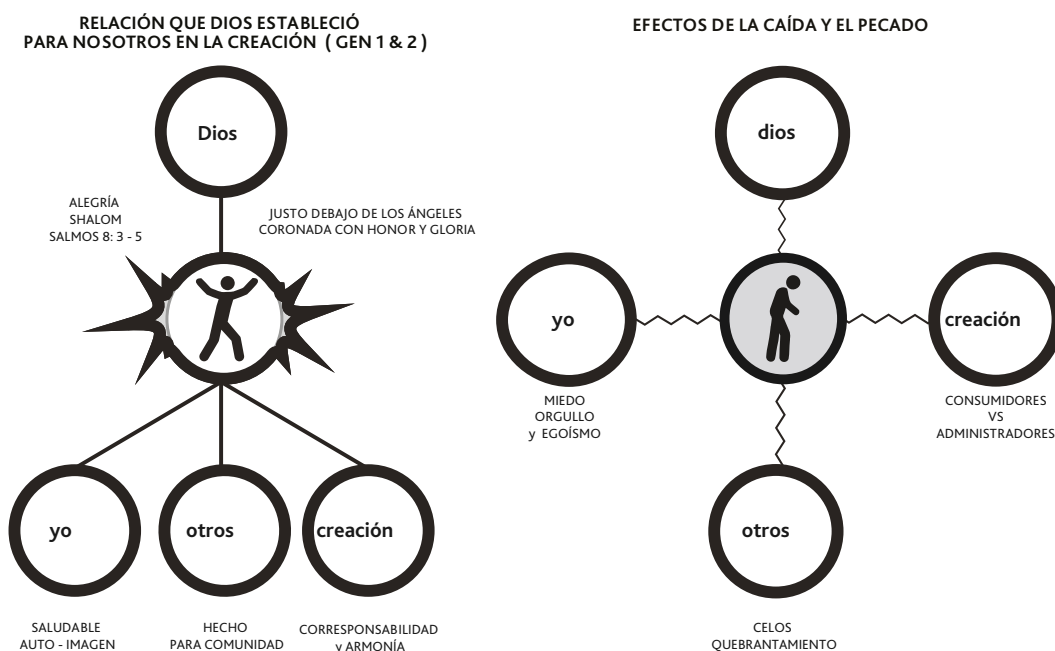 RELACIÓN QUE DIOS ESTABLECIÓ
PARA NOSOTROS EN LA CREACIÓN ( GEN 1 & 2 )
Dios
ALEGRÍA
SHALOM
SALMOS 8: 3 - 5
JUSTO DEBAJO DE LOS ÁNGELES
CORONADA CON HONOR Y GLORIA
yo
otros
creación
SALUDABLE
AUTO - IMAGEN
HECHO
PARA COMUNIDAD
CORRESPONSABILIDAD
y ARMONÍA
EFECTOS DE LA CAÍDA Y EL PECADO
dios
yo
creación
MIEDO
ORGULLO
y EGOÍSMO
CONSUMIDORES
VS
ADMINISTRADORES
otros
CELOS
QUEBRANTAMIENTO